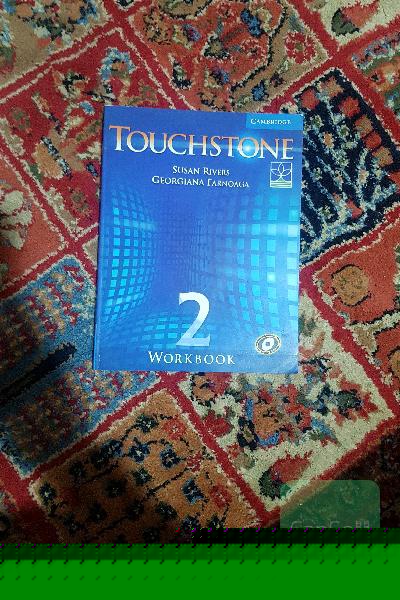 CAMBRIDGE
TOUCHSTONE
SUSAN RIVERS
GEORGIANA FARNOAGA
2
WORKBOOK